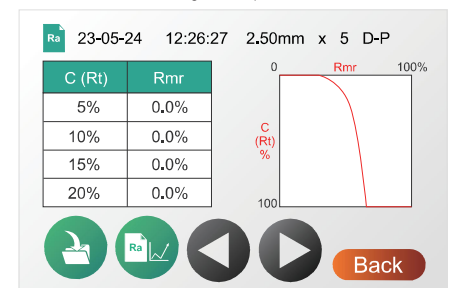 Ra 23-05-24 12:26:27 2.50mm x 5 D-P
C (Rt) Rmr
5% 0.0%
10% 0.0%
15% 0.0%
20% 0.0%
0 Rmr 100%
C
(Rt)
%
100
Ra
Back